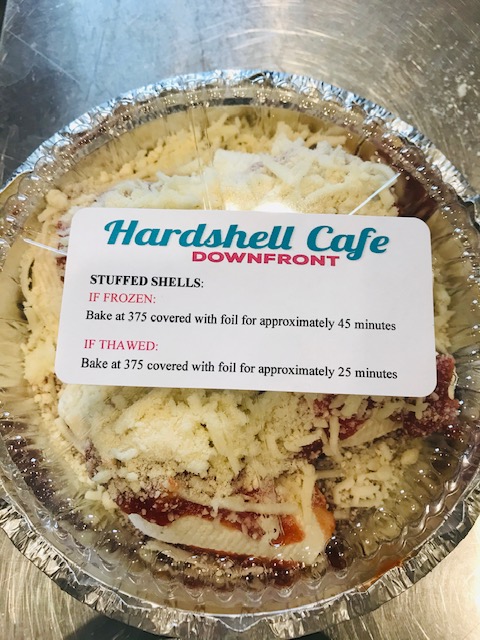 Hardshell Cafe
DOWNFRONT
STUFFED SHELLS:
IF FROZEN:
Bake at 375 covered with foil for approximately 45 minutes
IF THAWED:
Bake at 375 covered with foil for approximately 25 minutes